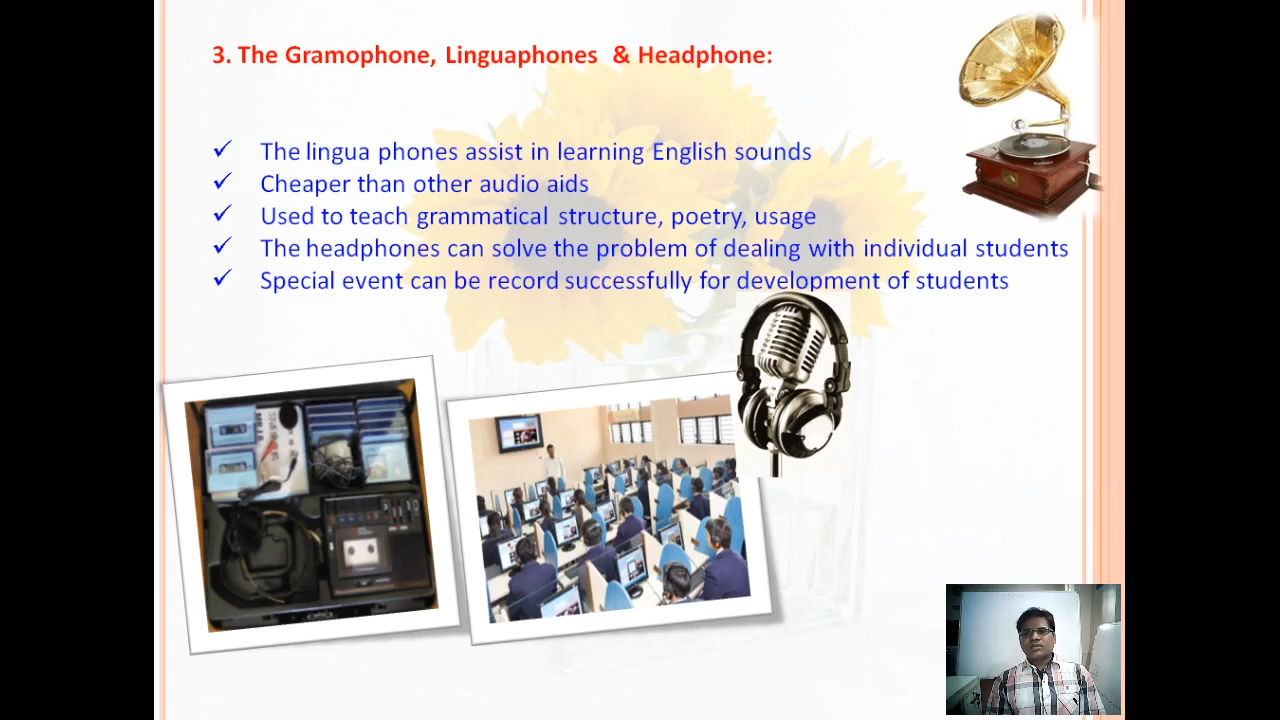 3. The Gramophone, Linguaphones & Headphone:
✓ The lingua phones assist in learning English sounds
✓ Cheaper than other audio aids
✓ Used to teach grammatical structure, poetry, usage
✓ The headphones can solve the problem of dealing with individual students
✓ Special event can be record successfully for development of students